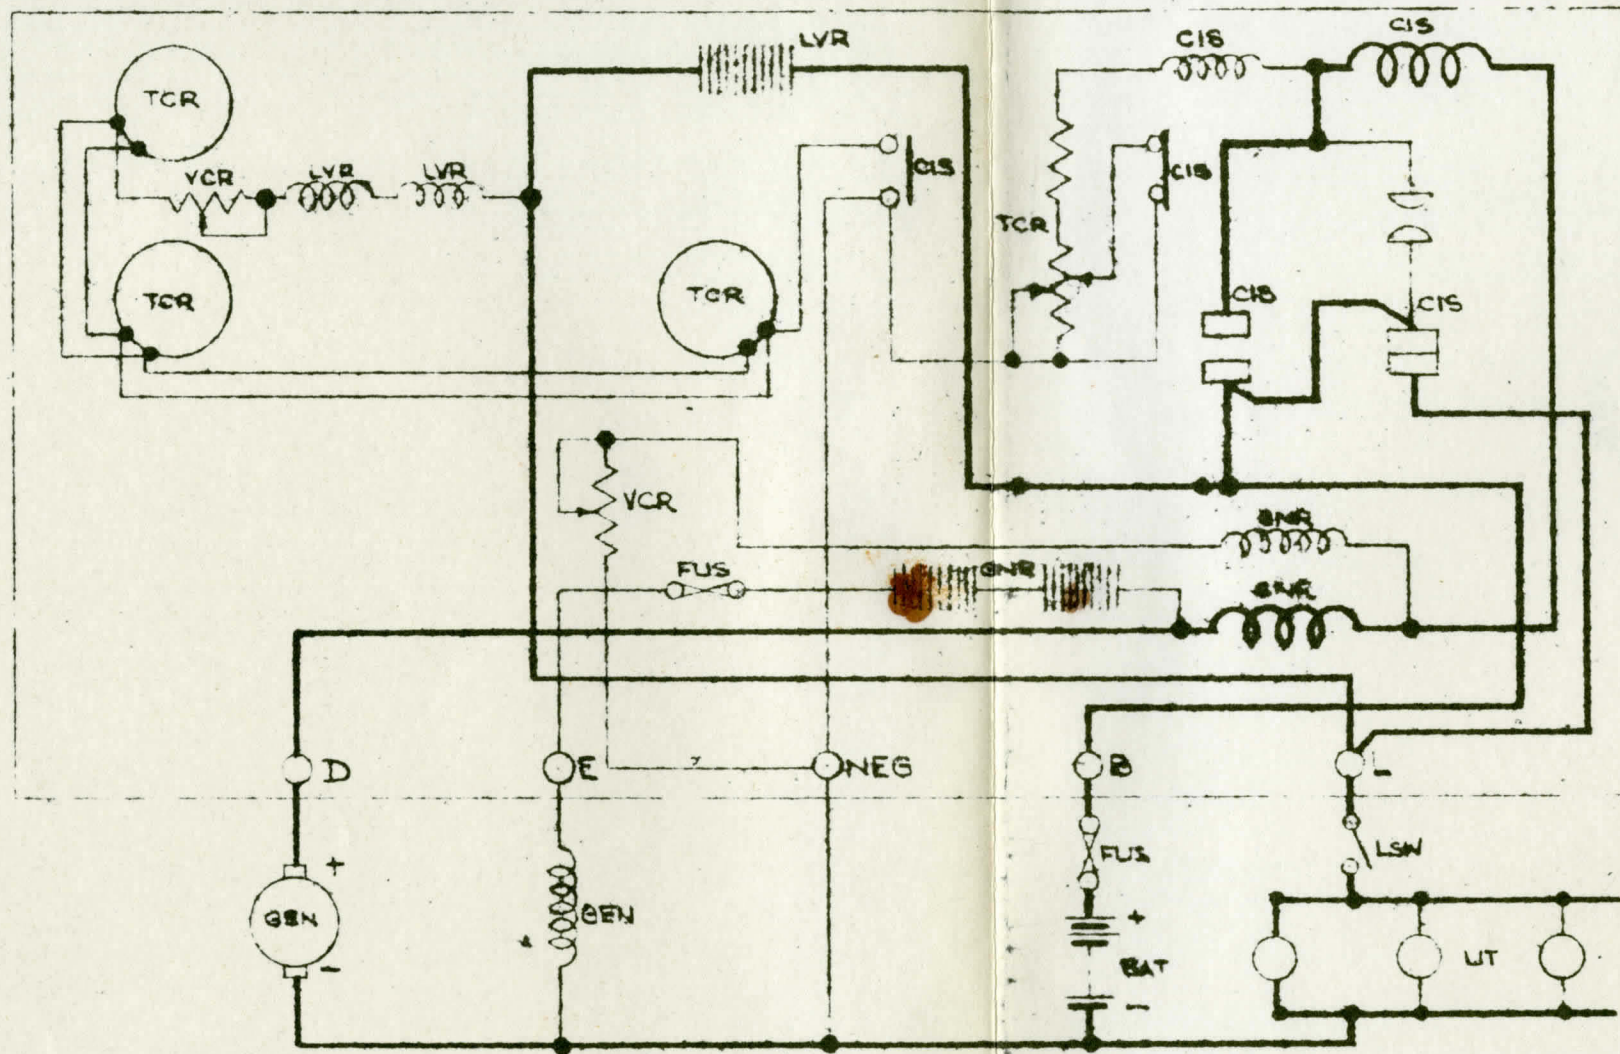 LVR
CIS
CIS
TCR
VCR
LVR
LVR
CIS
CIS
TCR
TCR
TCR
CIS
CIS
VCR
GNR
FUS
GNR
GNR
D
E
NEG
B
L
+
FUS
LSW
GEN
GEN
+
-
BAT
-
LIT